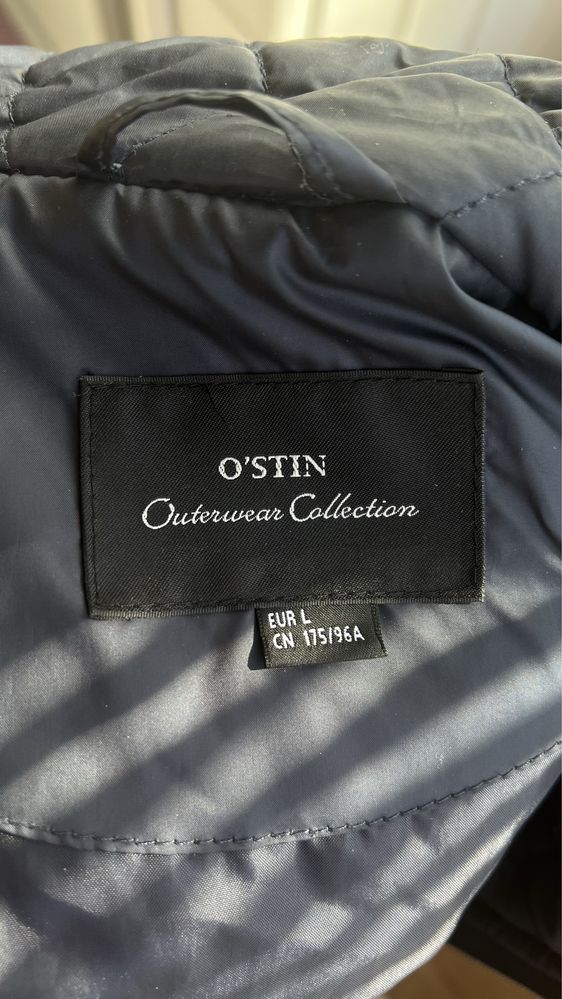 O'STIN
Outerwear Collection
EUR L
CN 175/96A